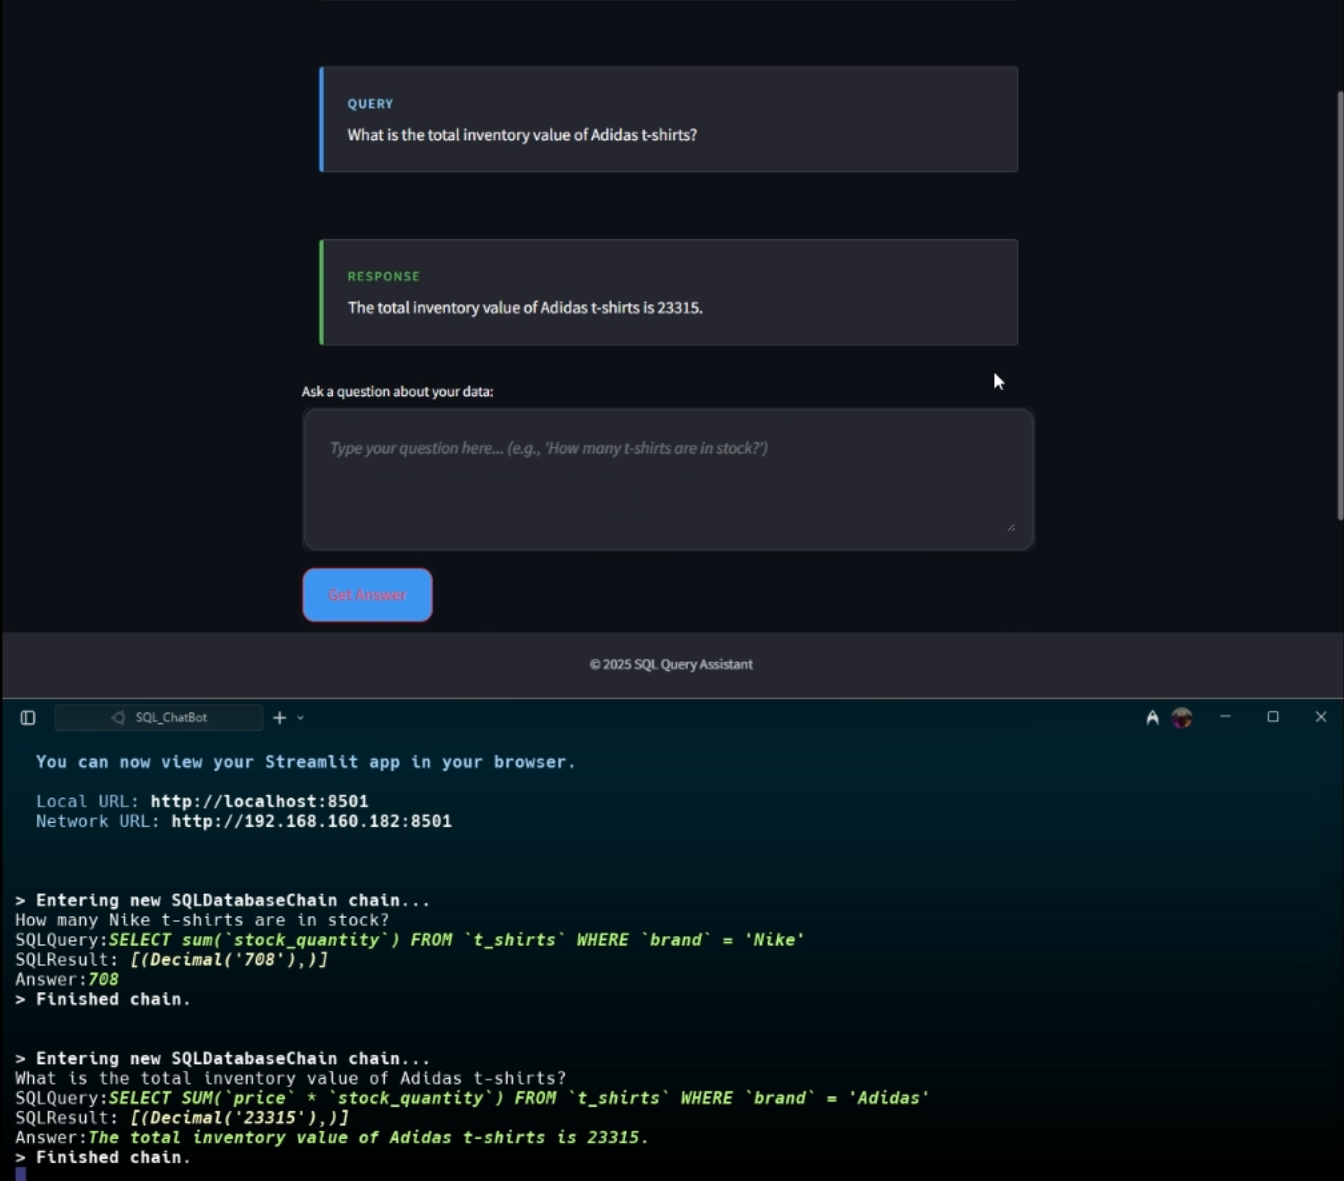 QUERY
What is the total inventory value of Adidas t-shirts?
RESPONSE
The total inventory value of Adidas t-shirts is 23315.
Ask a question about your data:
Type your question here... (e.g., 'How many t-shirts are in stock?')
Get Answer
© 2025 SQL Query Assistant
SQL_ChatBot
You can now view your Streamlit app in your browser.
Local URL: http://localhost:8501
Network URL: http://192.168.160.182:8501
> Entering new SQLDatabaseChain chain...
How many Nike t-shirts are in stock?
SQLQuery:SELECT sum(`stock_quantity`) FROM `t_shirts` WHERE `brand` = 'Nike'
SQLResult: [(Decimal('708'),)]
Answer:708
> Finished chain.
> Entering new SQLDatabaseChain chain...
What is the total inventory value of Adidas t-shirts?
SQLQuery:SELECT SUM(`price` * `stock_quantity`) FROM `t_shirts` WHERE `brand` = 'Adidas'
SQLResult: [(Decimal('23315'),)]
Answer:The total inventory value of Adidas t-shirts is 23315.
> Finished chain.